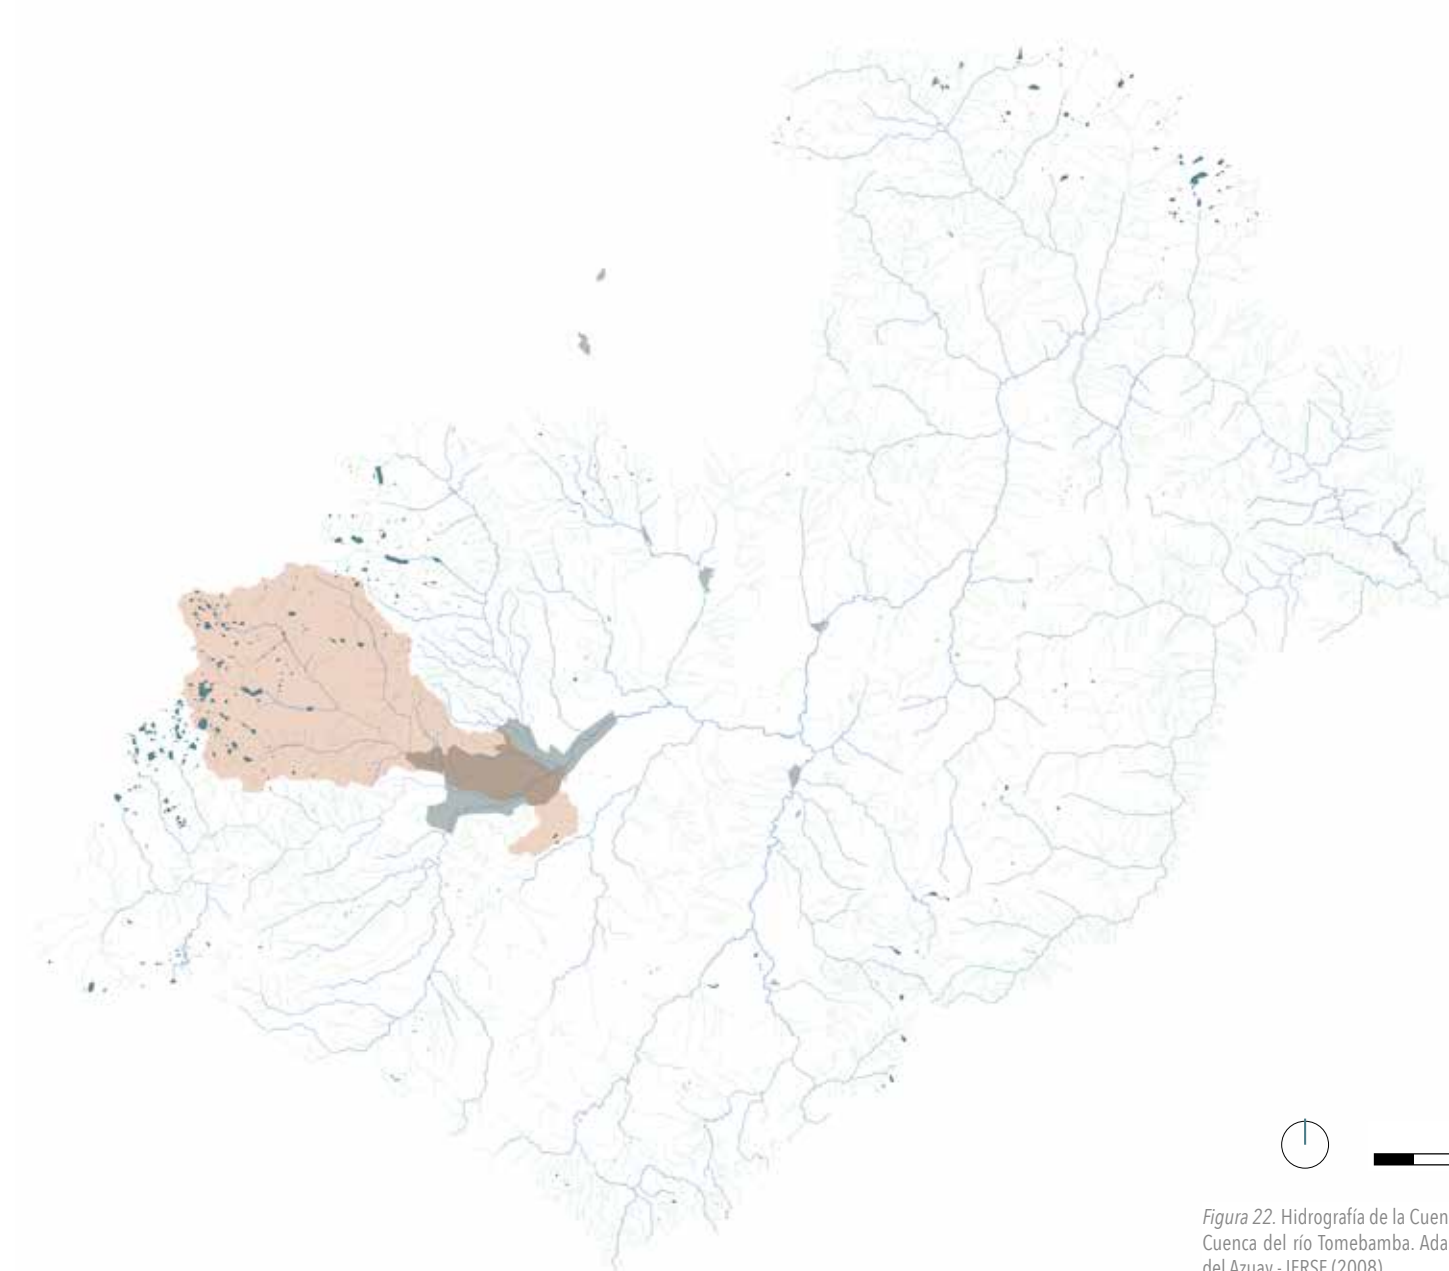 Figura 22. Hidrografía de la Cuen
Cuenca del río Tomebamba. Ada
del Azuay - IERSE (2008)